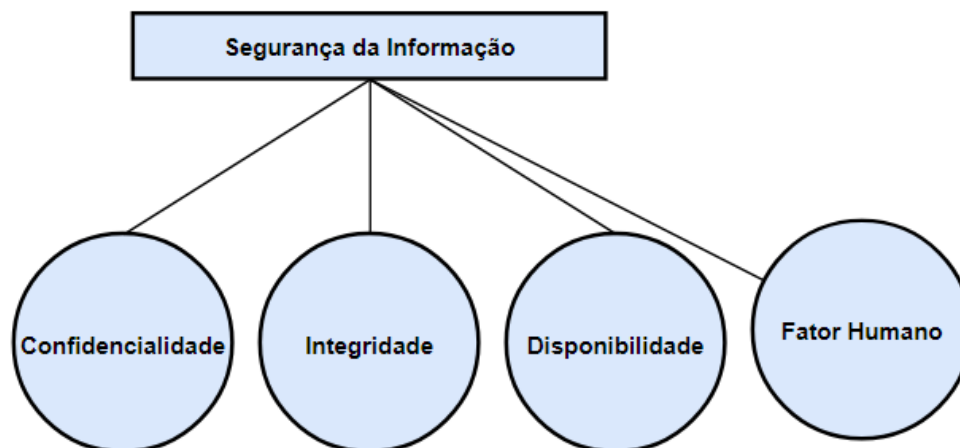 Segurança da Informação
Confidencialidade
Integridade
Disponibilidade
Fator Humano